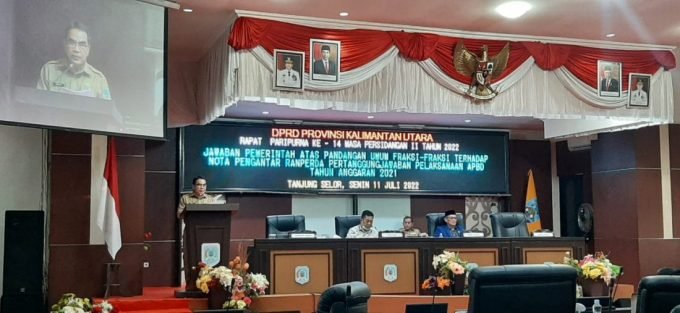 DPRD PROVINSI KALIMANTAN UTARA
RAPAT PARIPURNA KE - 14 MASA PERSIDANGAN II TAHUN 2022
JAWABAN PEMERINTAH ATAS PANDANGAN UMUM FRAKSI-FRAKSI TERHADAP
NOTA PENGANTAR RANPERDA PERTANGGUNGJAWABAN PELAKSANAAN APBD
TAHUN ANGGARAN 2021
TANJUNG SELOR, SENIN 11 JULI 2022